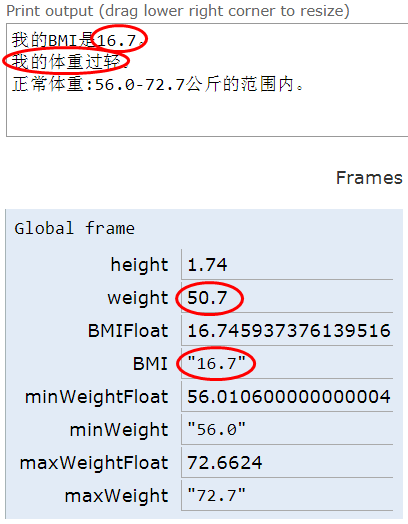 Print output (drag lower right corner to resize)
我的BMI是16.7。
我的体重过轻。
正常体重:56.0-72.7公斤的范围内。
Frames
Global frame
height 1.74
weight 50.7
BMIFloat 16.745937376139516
BMI "16.7"
minWeightFloat 56.010600000000004
minWeight "56.0"
maxWeightFloat 72.6624
maxWeight "72.7"